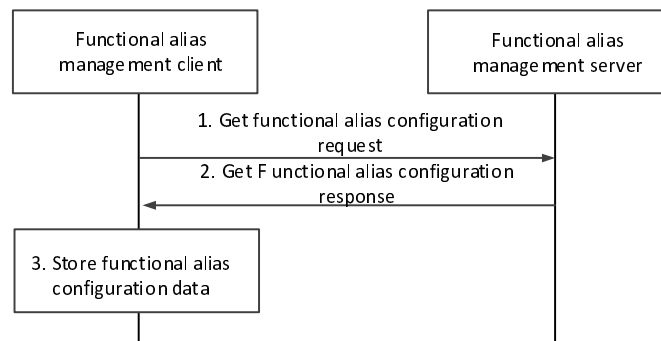 Functional alias
management client
Functional alias
management server
1. Get functional alias configuration
request
2. Get F unctional alias configuration
response
3. Store functional alias
configuration data